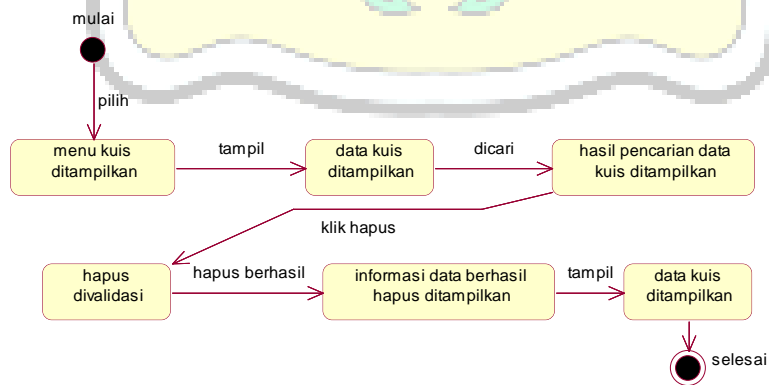 mulai
pilih
menu kuis
ditampilkan
tampil
data kuis
ditampilkan
dicari
hasil pencarian data
kuis ditampilkan
klik hapus
hapus
divalidasi
hapus berhasil
informasi data berhasil
hapus ditampilkan
tampil
data kuis
ditampilkan
selesai